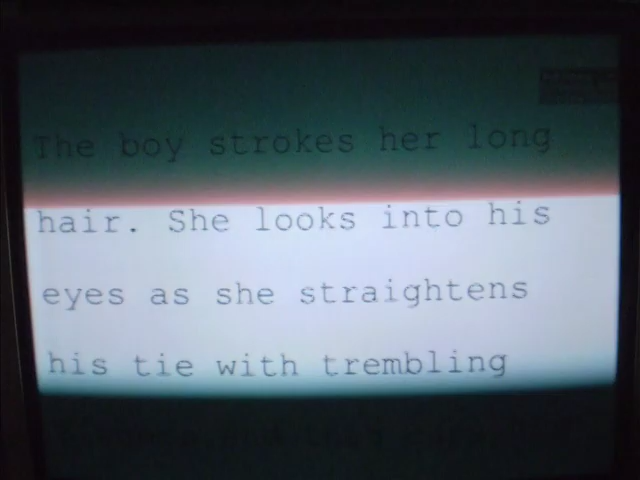 The boy strokes her long
hair. She looks into his
eyes as she straightens
his tie with trembling